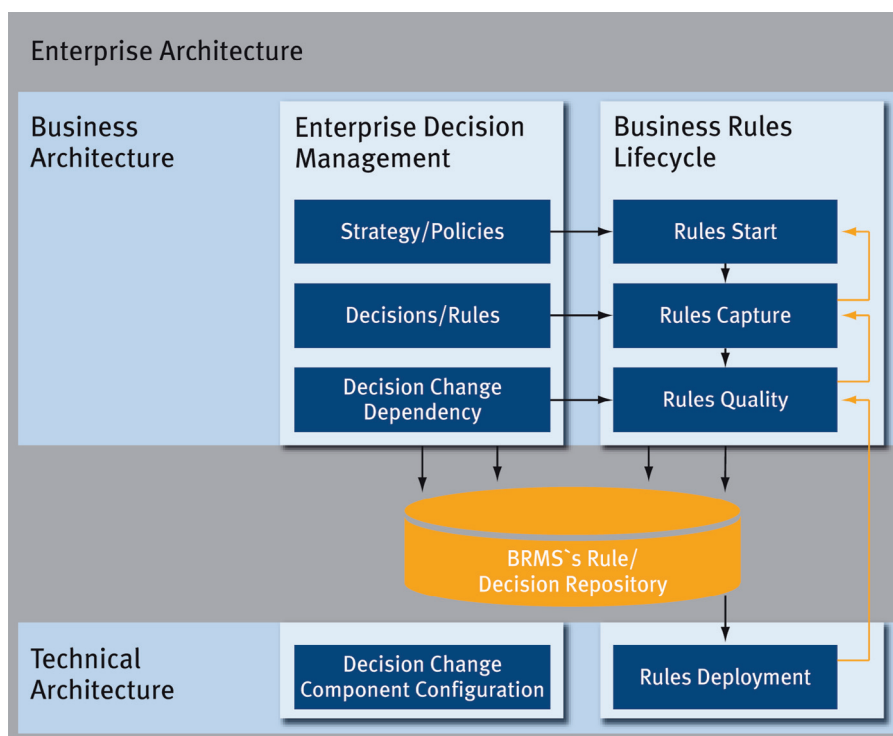 Enterprise Architecture
Business
Architecture
Enterprise Decision
Management
Business Rules
Lifecycle
Strategy/Policies
Rules Start
Decisions/Rules
Rules Capture
Decision Change
Dependency
Rules Quality
BRMS`s Rule/
Decision Repository
Technical
Architecture
Decision Change
Component Configuration
Rules Deployment